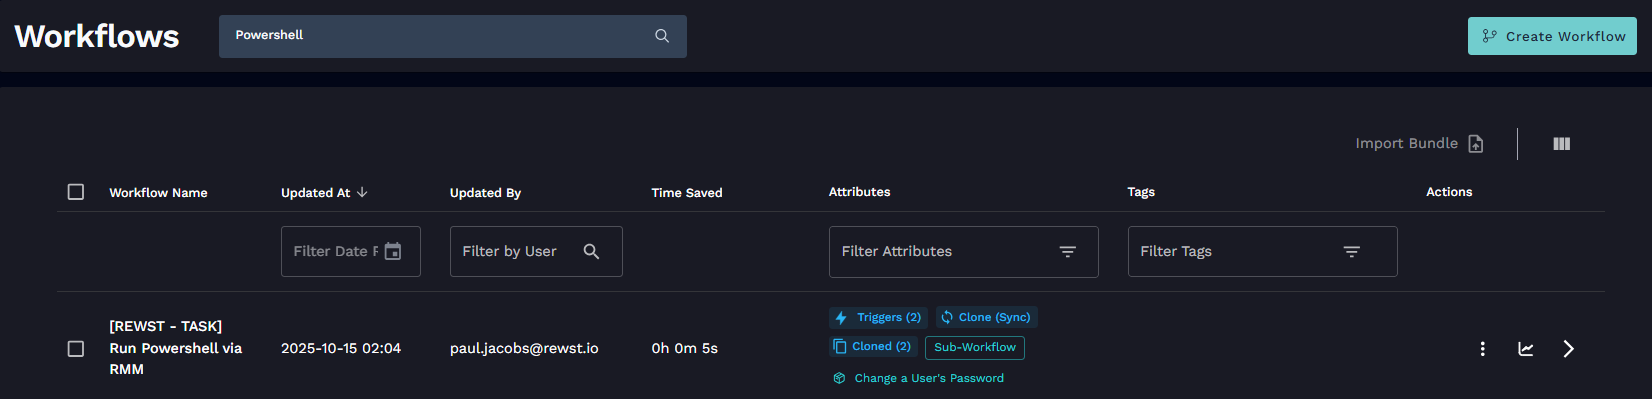 Workflows
Powershell
Create Workflow
Import Bundle
Workflow Name Updated At Updated By Time Saved Attributes Tags Actions
Filter Date F Filter by User Filter Attributes Filter Tags
[REWST - TASK]
Run Powershell via
RMM
2025-10-15 02:04
paul.jacobs@rewst.io
0h 0m 5s
Triggers (2) Clone (Sync)
Cloned (2) Sub-Workflow
Change a User's Password